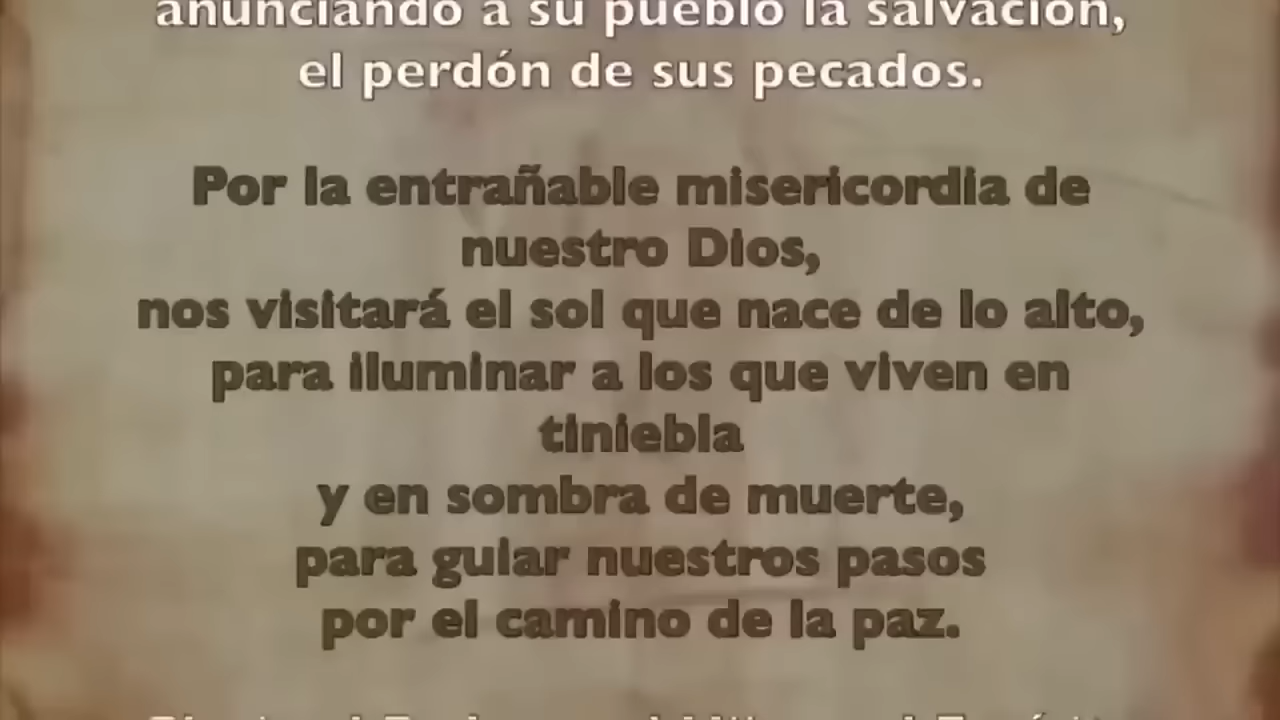 anunciando a su pueblo la salvación,
el perdón de sus pecados.
Por la entrañable misericordia de
nuestro Dios,
nos visitará el sol que nace de lo alto,
para iluminar a los que viven en
tiniebla
y en sombra de muerte,
para guiar nuestros pasos
por el camino de la paz.